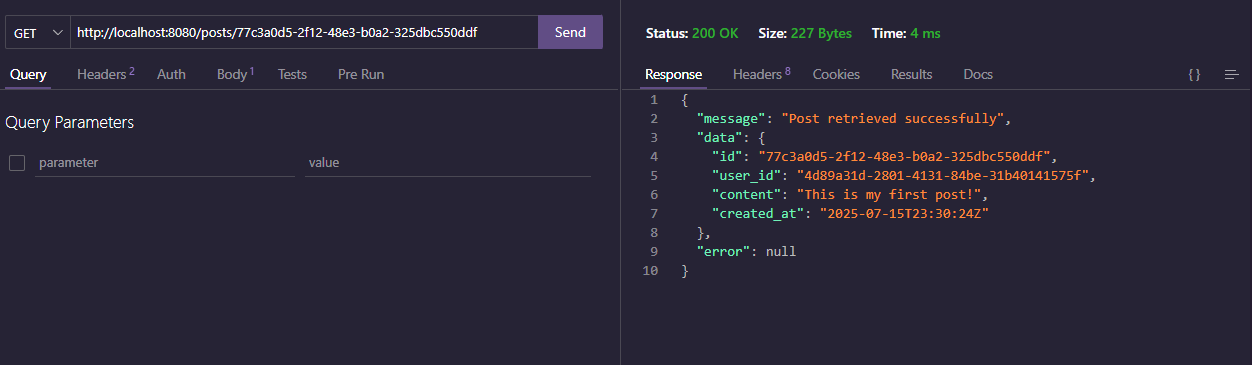 GET http://localhost:8080/posts/77c3a0d5-2f12-48e3-b0a2-325dbc550ddf Send
Query Headers 2 Auth Body 1 Tests Pre Run
Query Parameters
parameter value
Status: 200 OK Size: 227 Bytes Time: 4 ms
Response Headers 8 Cookies Results Docs { }
1 {
2 "message": "Post retrieved successfully",
3 "data": {
4 "id": "77c3a0d5-2f12-48e3-b0a2-325dbc550ddf",
5 "user_id": "4d89a31d-2801-4131-84be-31b40141575f",
6 "content": "This is my first post!",
7 "created_at": "2025-07-15T23:30:24Z"
8 },
9 "error": null
10 }